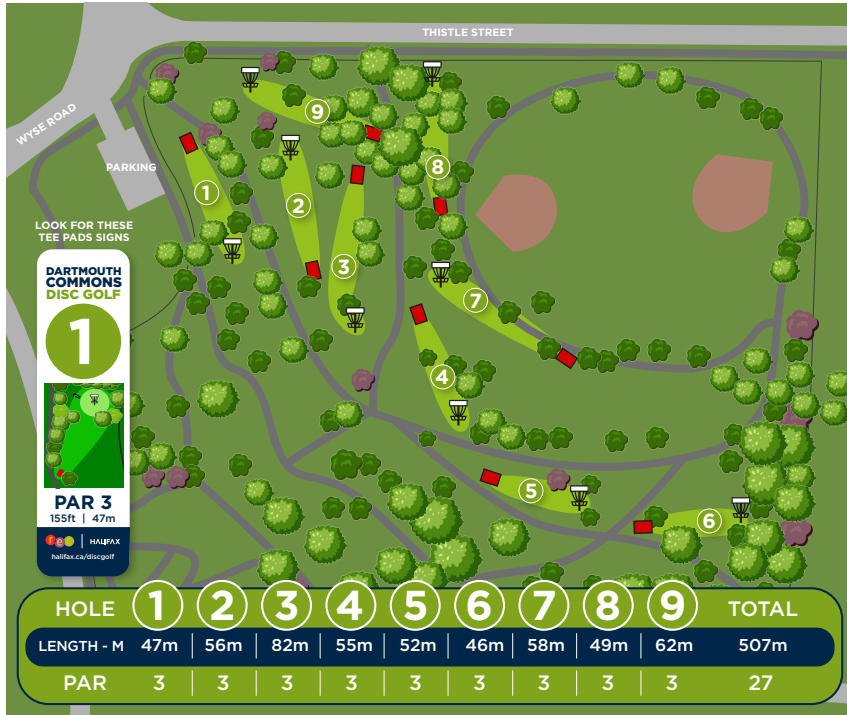 THISTLE STREET
WYSE ROAD
PARKING
LOOK FOR THESE
TEE PADS SIGNS
DARTMOUTH
COMMONS
DISC GOLF
1
PAR 3
155ft | 47m
rec | HALIFAX
halifax.ca/discgolf
9
1
2
8
3
7
4
5
6
HOLE 1 2 3 4 5 6 7 8 9 TOTAL
LENGTH - M 47m 56m 82m 55m 52m 46m 58m 49m 62m 507m
PAR 3 3 3 3 3 3 3 3 3 27